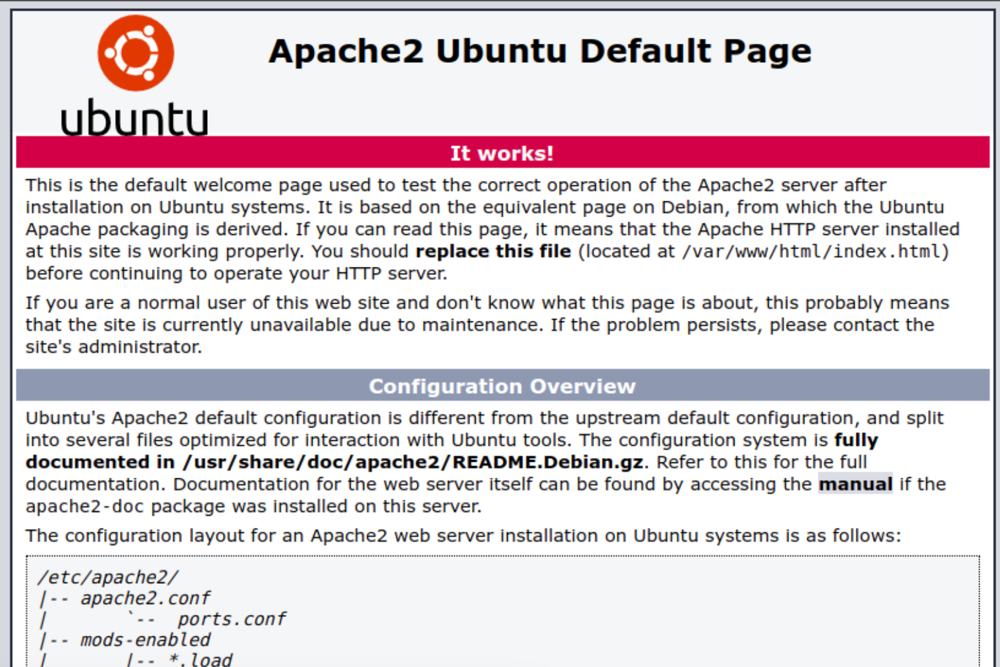 ubuntu
Apache2 Ubuntu Default Page
It works!
This is the default welcome page used to test the correct operation of the Apache2 server after
installation on Ubuntu systems. It is based on the equivalent page on Debian, from which the Ubuntu
Apache packaging is derived. If you can read this page, it means that the Apache HTTP server installed
at this site is working properly. You should replace this file (located at /var/www/html/index.html)
before continuing to operate your HTTP server.
If you are a normal user of this web site and don't know what this page is about, this probably means
that the site is currently unavailable due to maintenance. If the problem persists, please contact the
site's administrator.
Configuration Overview
Ubuntu's Apache2 default configuration is different from the upstream default configuration, and split
into several files optimized for interaction with Ubuntu tools. The configuration system is fully
documented in /usr/share/doc/apache2/README.Debian.gz. Refer to this for the full
documentation. Documentation for the web server itself can be found by accessing the manual if the
apache2-doc package was installed on this server.
The configuration layout for an Apache2 web server installation on Ubuntu systems is as follows:
/etc/apache2/
|-- apache2.conf
|       `--  ports.conf
|-- mods-enabled
|       |-- *.load